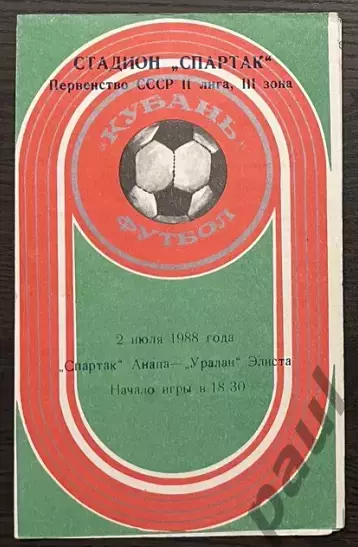 СТАДИОН „СПАРТАК“
Первенство СССР II лига, III зона
„КУБАНЬ“
ФУТБОЛ
2 июля 1988 года
„Спартак“ Анапа—„Уралан“ Элиста
Начало игры в 18.30
paul